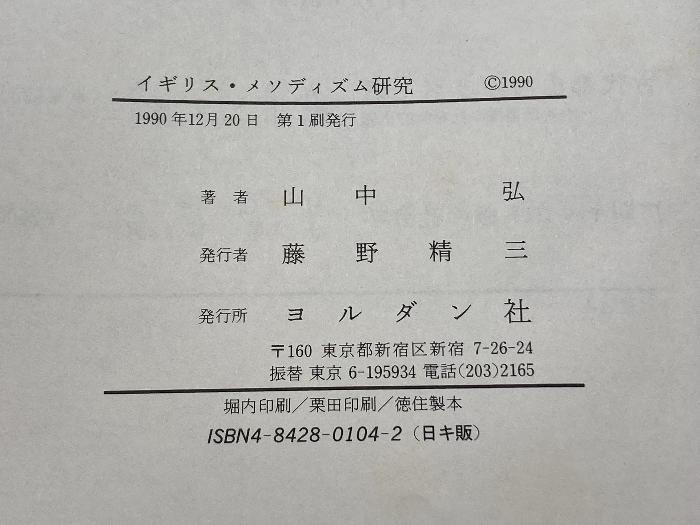 イギリス・メソディズム研究 ©1990
1990年12月20日 第1刷発行
著者 山中弘
発行者 藤野精三
発行所 ヨルダン社
〒160 東京都新宿区新宿 7-26-24
振替 東京 6-195934 電話(203)2165
堀内印刷／栗田印刷／徳住製本
ISBN4-8428-0104-2（日キ販）